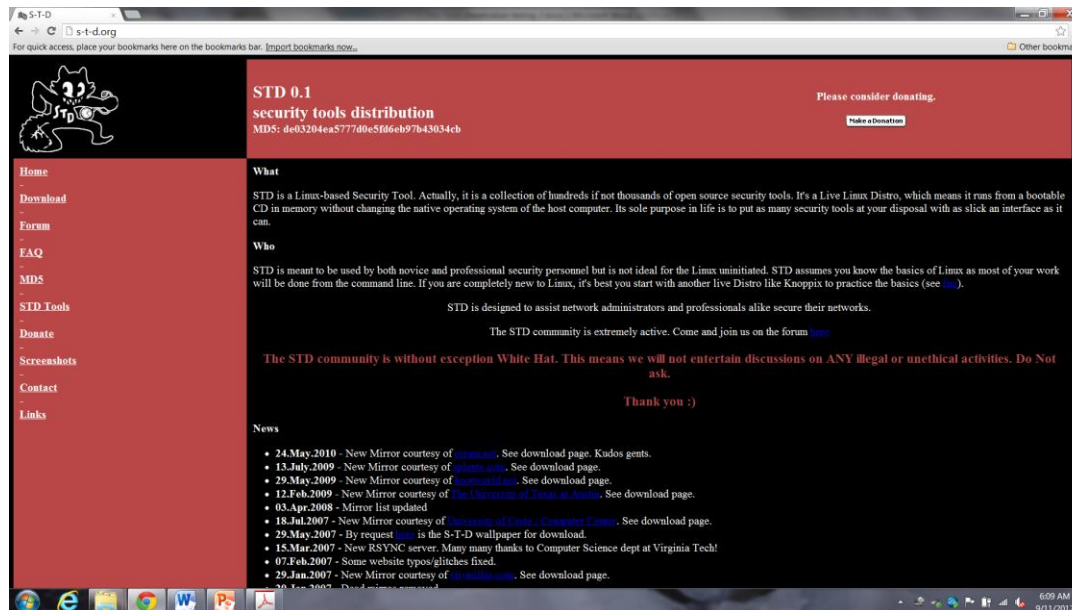 S-T-D
s-t-d.org
For quick access, place your bookmarks here on the bookmarks bar. Import bookmarks now...
Other bookma
STD
STD 0.1
security tools distribution
MD5: de03204ea5777d0e5fd6eb97b43034cb
Please consider donating.
Make a Donation
Home
Download
Forum
FAQ
MD5
STD Tools
Donate
Screenshots
Contact
Links
What
STD is a Linux-based Security Tool. Actually, it is a collection of hundreds if not thousands of open source security tools. It's a Live Linux Distro, which means it runs from a bootable
CD in memory without changing the native operating system of the host computer. Its sole purpose in life is to put as many security tools at your disposal with as slick an interface as it
can.
Who
STD is meant to be used by both novice and professional security personnel but is not ideal for the Linux uninitiated. STD assumes you know the basics of Linux as most of your work
will be done from the command line. If you are completely new to Linux, it's best you start with another live Distro like Knoppix to practice the basics (see ).
STD is designed to assist network administrators and professionals alike secure their networks.
The STD community is extremely active. Come and join us on the forum here
The STD community is without exception White Hat. This means we will not entertain discussions on ANY illegal or unethical activities. Do Not
ask.
Thank you :)
News
24.May.2010 - New Mirror courtesy of . See download page. Kudos gents.
13.July.2009 - New Mirror courtesy of . See download page.
29.May.2009 - New Mirror courtesy of . See download page.
12.Feb.2009 - New Mirror courtesy of The University of Texas at Austin. See download page.
03.Apr.2008 - Mirror list updated
18.Jul.2007 - New Mirror courtesy of . See download page.
29.May.2007 - By request here is the S-T-D wallpaper for download.
15.Mar.2007 - New RSYNC server. Many many thanks to Computer Science dept at Virginia Tech!
07.Feb.2007 - Some website typos/glitches fixed.
29.Jan.2007 - New Mirror courtesy of . See download page.
6:09 AM
9/11/201